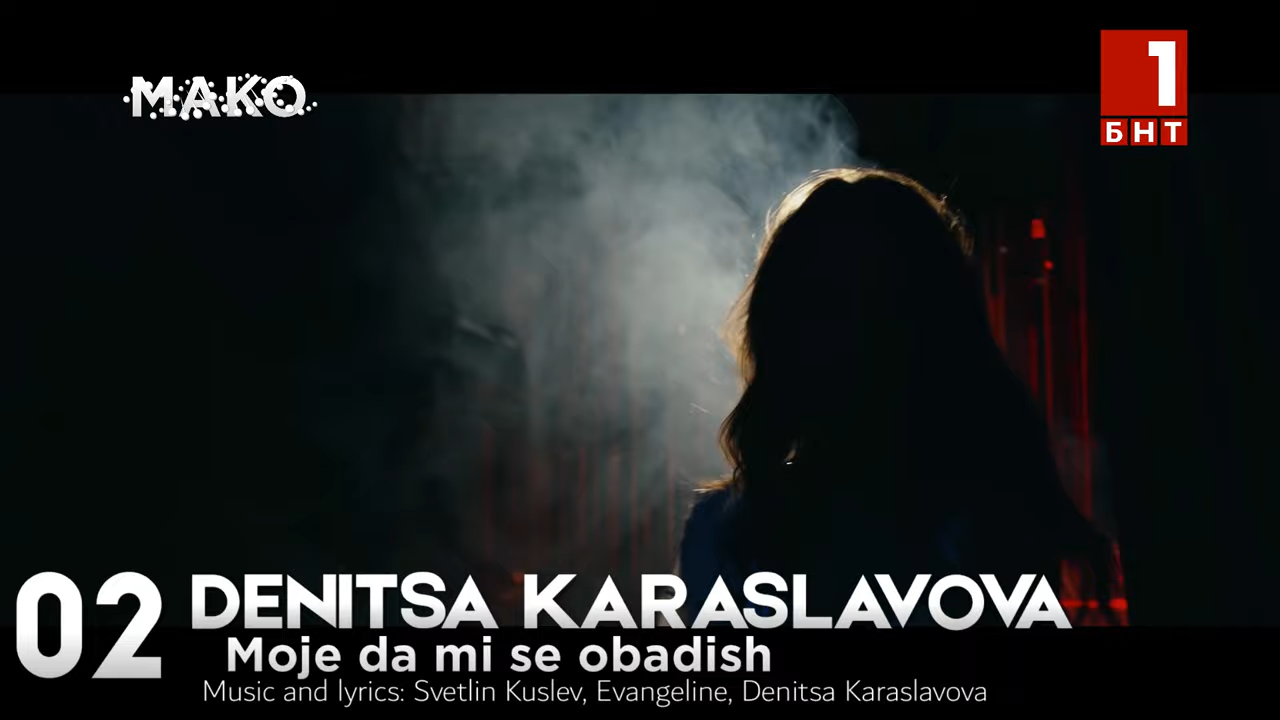 MAKO
1
БНТ
02
DENITSA KARASLAVOVA
Moje da mi se obadish
Music and lyrics: Svetlin Kuslev, Evangeline, Denitsa Karaslavova